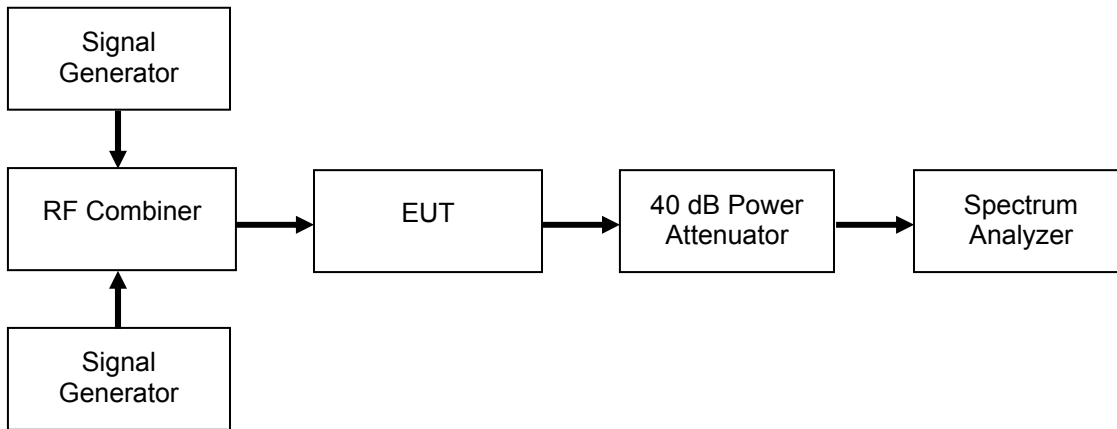 Signal
Generator
RF Combiner
EUT
40 dB Power
Attenuator
Spectrum
Analyzer
Signal
Generator